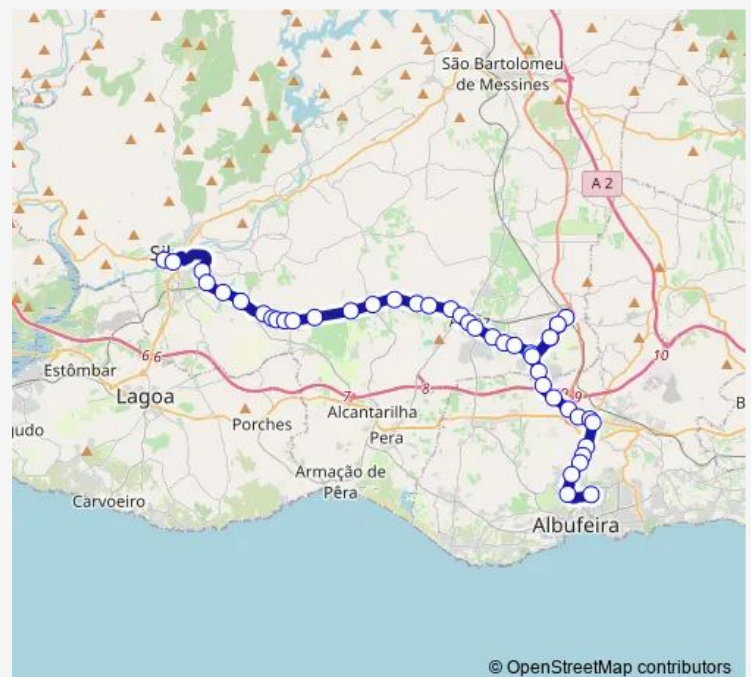 São Bartolomeu
de Messines
A 2
6 6
Estômbar
Lagoa
7
8
9
10
Alcantarilha
Porches
Pera
Armação de
Pêra
Carvoeiro
Albufeira
© OpenStreetMap contributors